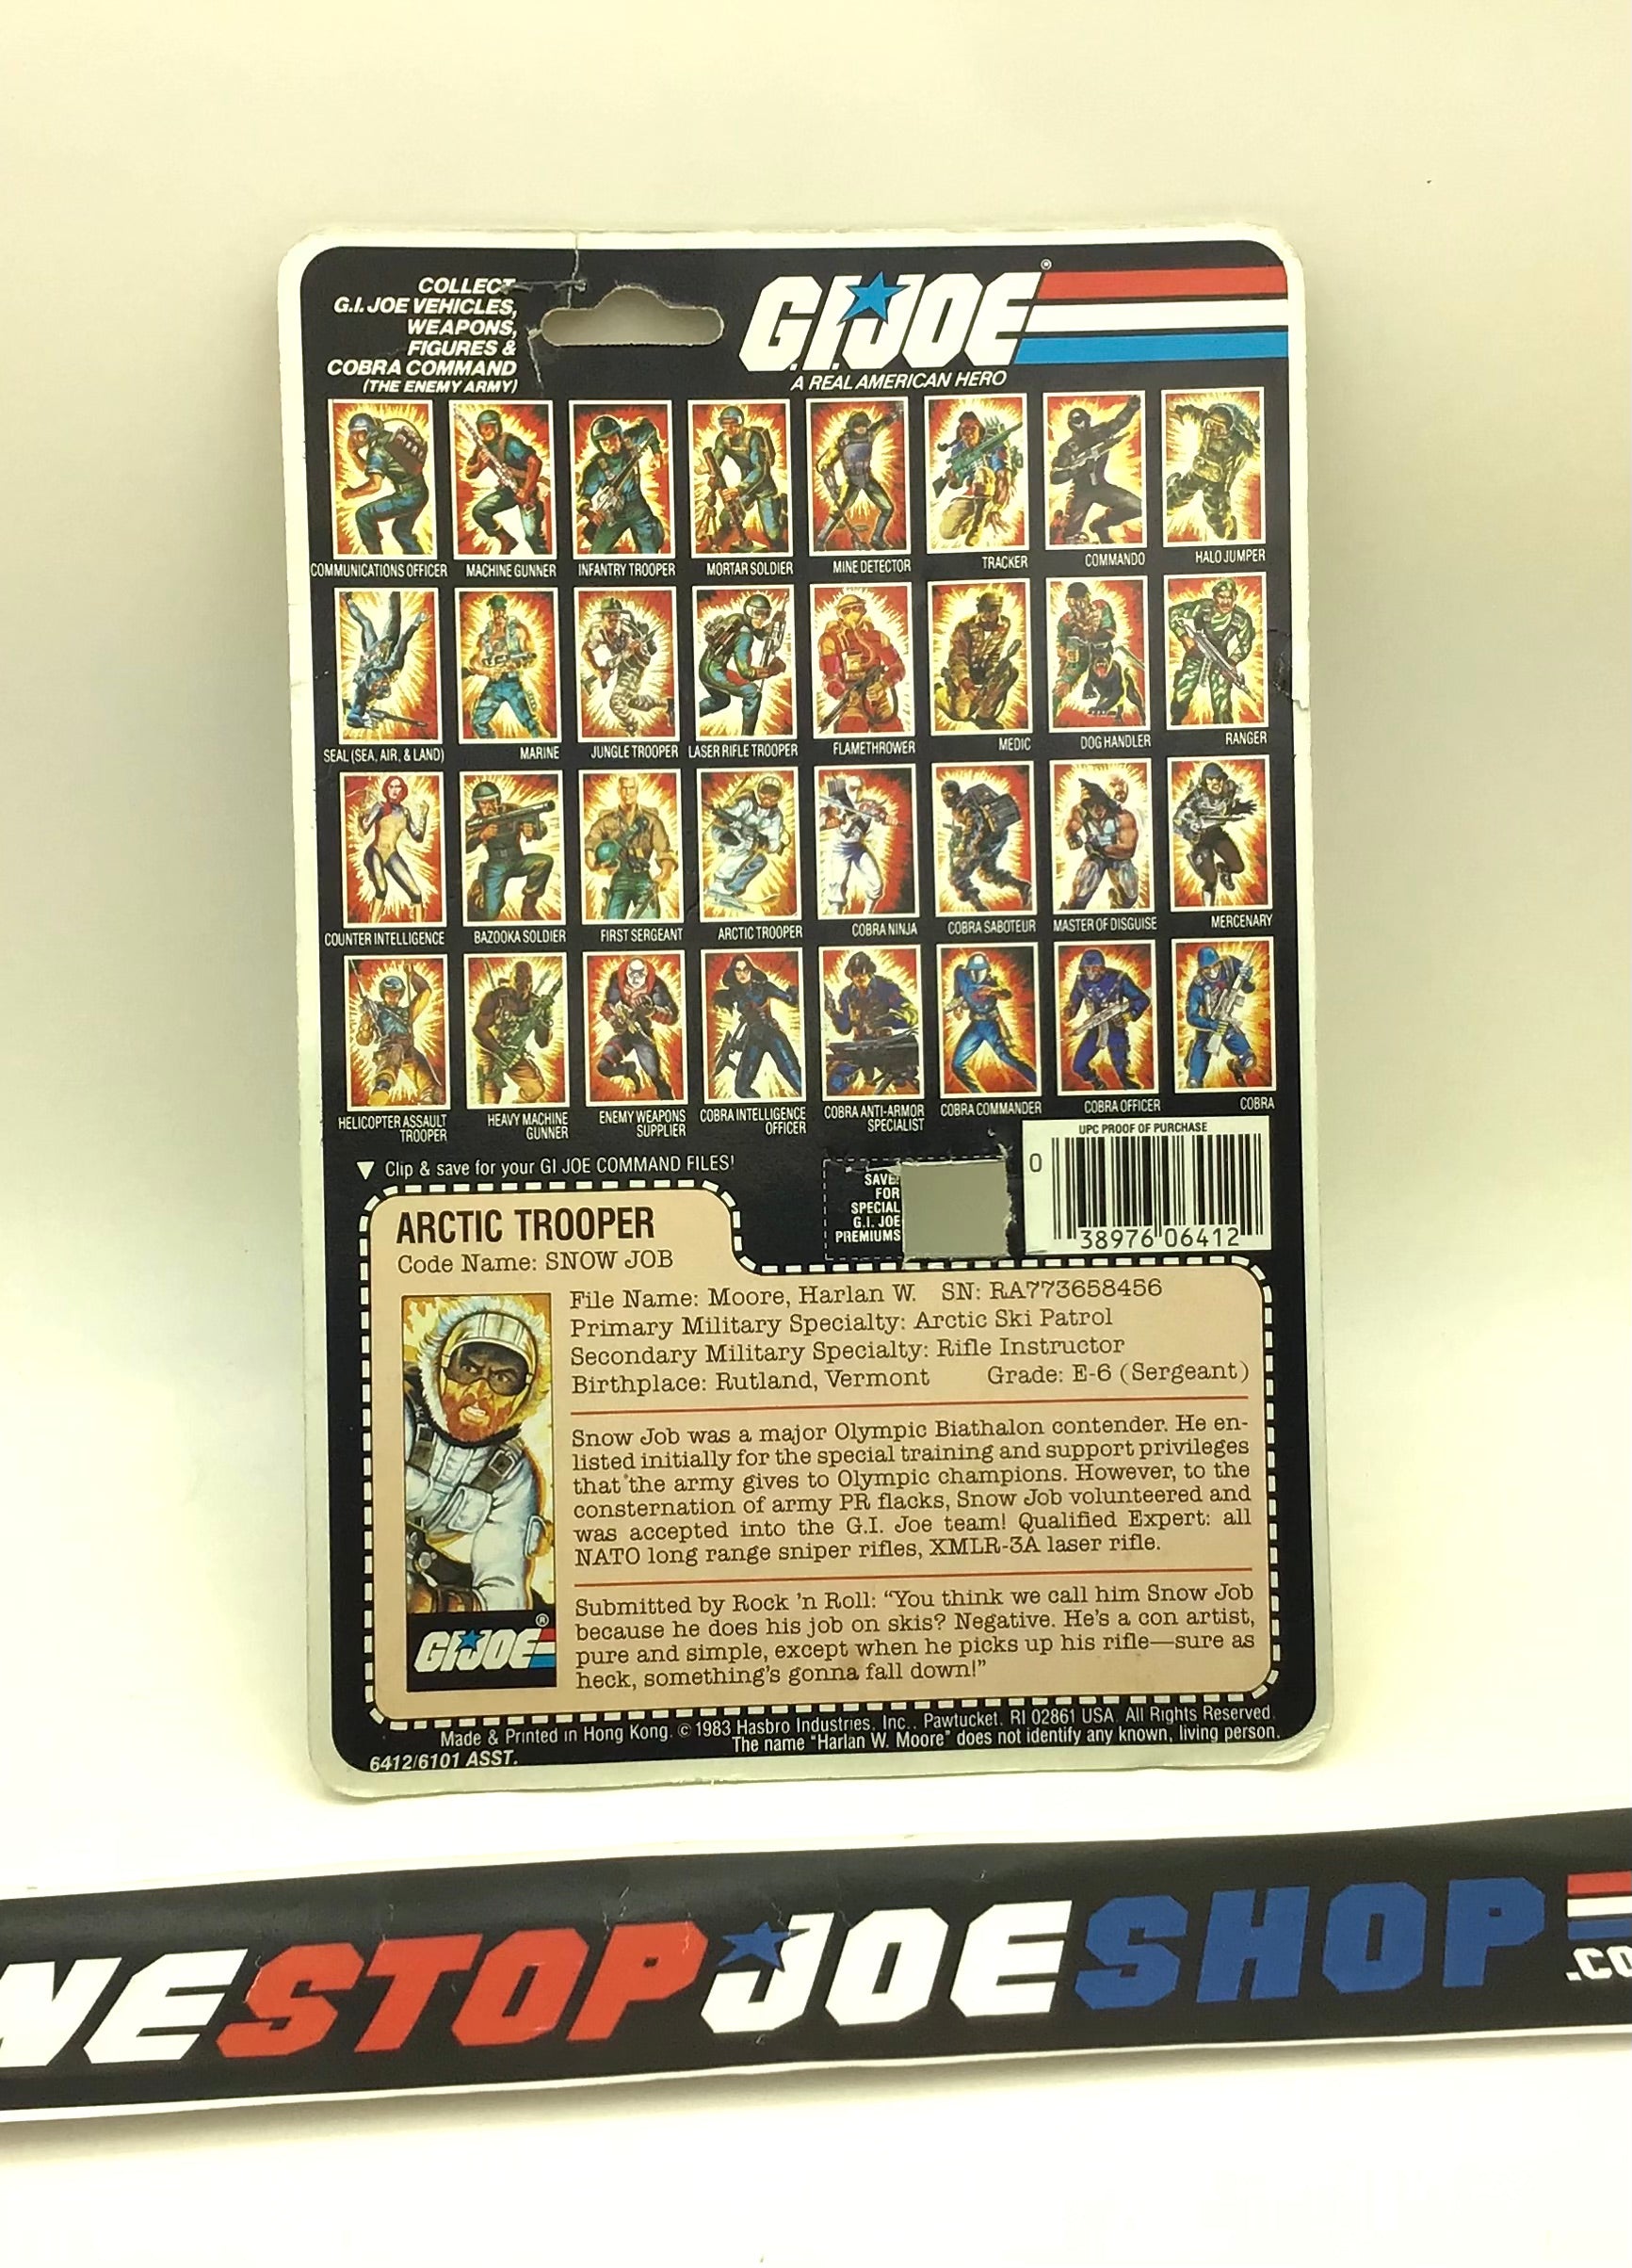 COLLECT
G.I. JOE VEHICLES,
WEAPONS,
FIGURES &
COBRA COMMAND
(THE ENEMY ARMY)
G.I.JOE®
A REAL AMERICAN HERO
COMMUNICATIONS OFFICER MACHINE GUNNER INFANTRY TROOPER MORTAR SOLDIER MINE DETECTOR TRACKER COMMANDO HALO JUMPER
SEAL (SEA, AIR, & LAND) MARINE JUNGLE TROOPER LASER RIFLE TROOPER FLAMETHROWER MEDIC DOG HANDLER RANGER
COUNTER INTELLIGENCE BAZOOKA SOLDIER FIRST SERGEANT ARCTIC TROOPER COBRA NINJA COBRA SABOTEUR MASTER OF DISGUISE MERCENARY
HELICOPTER ASSAULT TROOPER HEAVY MACHINE GUNNER ENEMY WEAPONS SUPPLIER COBRA INTELLIGENCE OFFICER COBRA ANTI-ARMOR SPECIALIST COBRA COMMANDER COBRA OFFICER COBRA
UPC PROOF OF PURCHASE
0 38976 06412
SAVE
FOR
SPECIAL
G.I. JOE
PREMIUMS
▼ Clip & save for your GI JOE COMMAND FILES!
ARCTIC TROOPER
Code Name: SNOW JOB
File Name: Moore, Harlan W. SN: RA773658456
Primary Military Specialty: Arctic Ski Patrol
Secondary Military Specialty: Rifle Instructor
Birthplace: Rutland, Vermont Grade: E-6 (Sergeant)
Snow Job was a major Olympic Biathalon contender. He en-
listed initially for the special training and support privileges
that the army gives to Olympic champions. However, to the
consternation of army PR flacks, Snow Job volunteered and
was accepted into the G.I. Joe team! Qualified Expert: all
NATO long range sniper rifles, XMLR-3A laser rifle.
Submitted by Rock 'n Roll: "You think we call him Snow Job
because he does his job on skis? Negative. He's a con artist,
pure and simple, except when he picks up his rifle—sure as
heck, something's gonna fall down!"
GI JOE®
Made & Printed in Hong Kong. © 1983 Hasbro Industries, Inc., Pawtucket, RI 02861 USA. All Rights Reserved.
The name "Harlan W. Moore" does not identify any known, living person.
6412/6101 ASST.
NESTOPJOESHOP
.CO